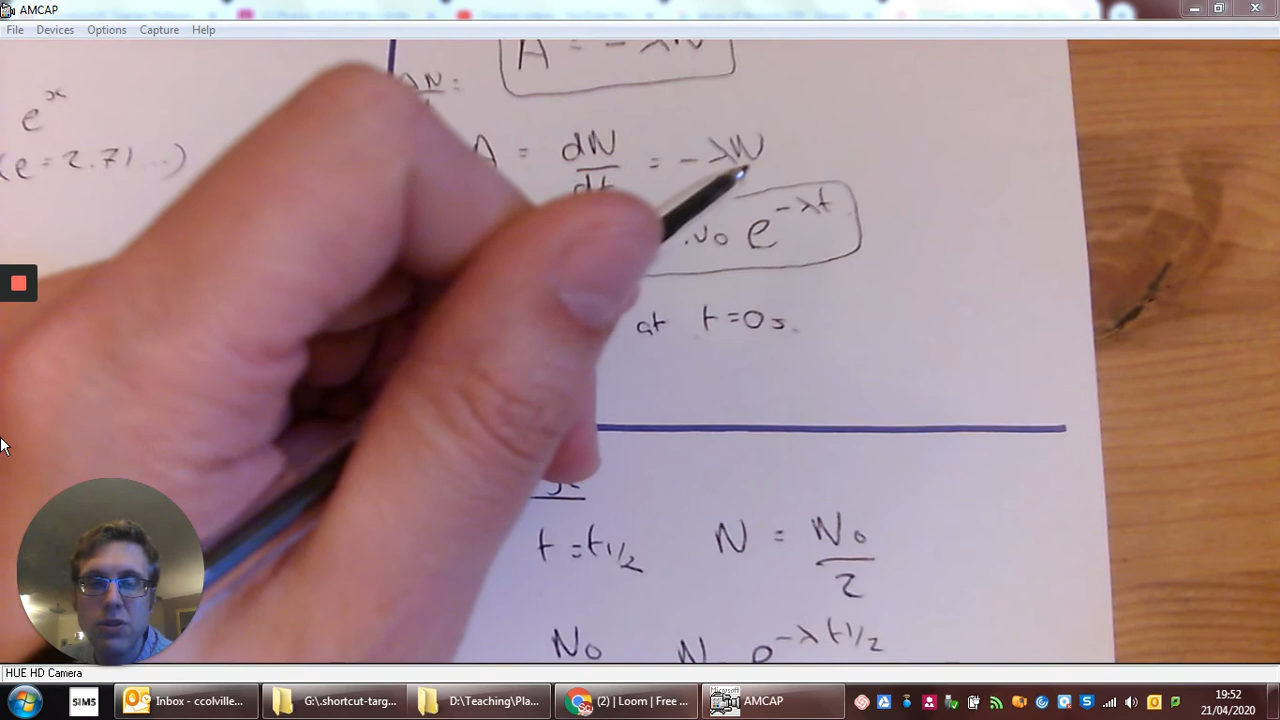 AMCAP
File Devices Options Capture Help
A = - λN
e^x
(e = 2.71...)
A = dN/dt = - λN
e^-λt
at t=0s.
t = t1/2 N = N0/2
N0 N e^-λt1/2
HUE HD Camera
SIMS Inbox - ccolville... G:\.shortcut-targ... D:\Teaching\Pla... (2) Loom | Free ... AMCAP 19:52
21/04/2020